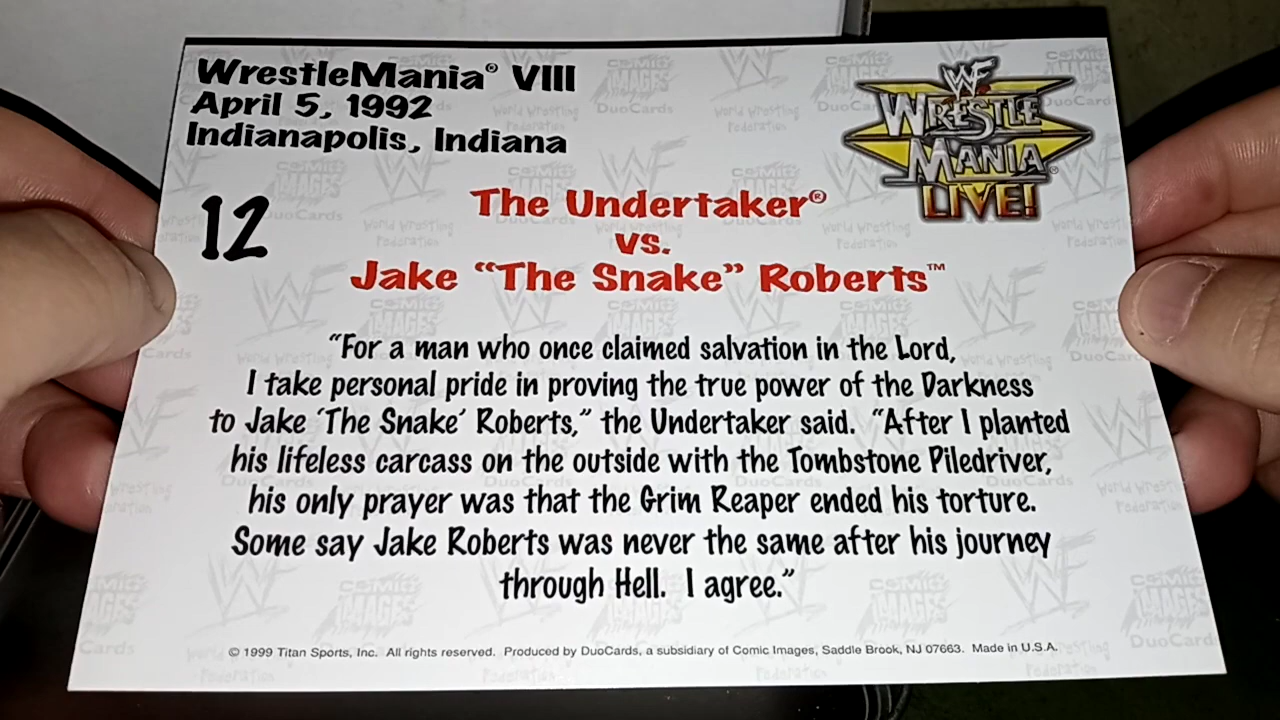 WrestleMania® VIII
April 5, 1992
Indianapolis, Indiana
WF
WRESTLE
MANIA®
LIVE!
12
The Undertaker®
vs.
Jake “The Snake” Roberts™
“For a man who once claimed salvation in the Lord,
I take personal pride in proving the true power of the Darkness
to Jake ‘The Snake’ Roberts,” the Undertaker said. “After I planted
his lifeless carcass on the outside with the Tombstone Piledriver,
his only prayer was that the Grim Reaper ended his torture.
Some say Jake Roberts was never the same after his journey
through Hell. I agree.”
© 1999 Titan Sports, Inc. All rights reserved. Produced by DuoCards, a subsidiary of Comic Images, Saddle Brook, NJ 07663. Made in U.S.A.